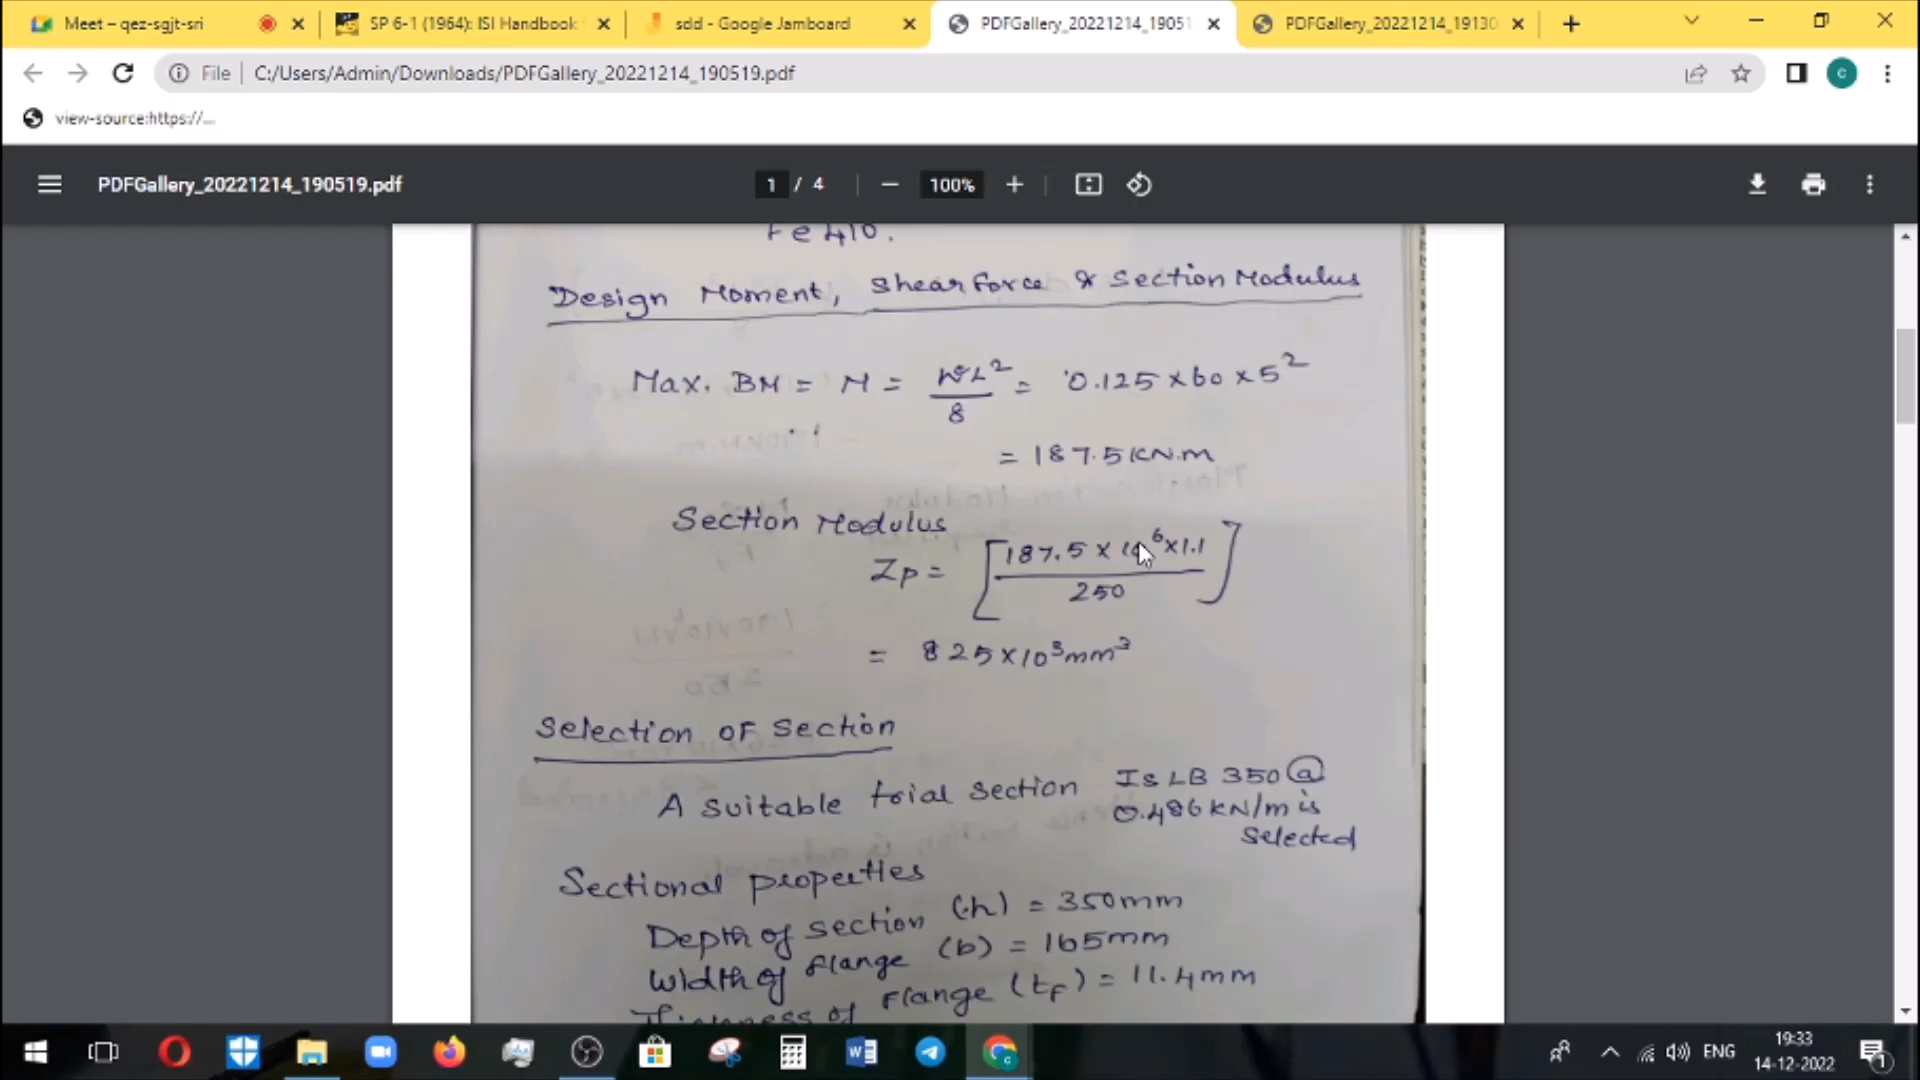 Meet – qez-sgjt-sri
SP 6-1 (1964): ISI Handbook
sdd - Google Jamboard
PDFGallery_20221214_19051
PDFGallery_20221214_19130
File
C:/Users/Admin/Downloads/PDFGallery_20221214_190519.pdf
C
view-source:https://...
PDFGallery_20221214_190519.pdf
1 / 4
100%
Fe 410.
Design Moment, Shear force & Section Modulus
Max. BM = M = WL² / 8 = 0.125 × 60 × 5²
= 187.5 KN.m
Section Modulus
Zp = [187.5 × 10⁶ × 1.1 / 250]
= 825 × 10³ mm³
Selection of Section
A suitable trial section ISLB 350 @
0.486 KN/m is
Selected
Sectional properties
Depth of section (h) = 350mm
Width of flange (b) = 165mm
Thickness of flange (tf) = 11.4mm
ENG
19:33
14-12-2022
1